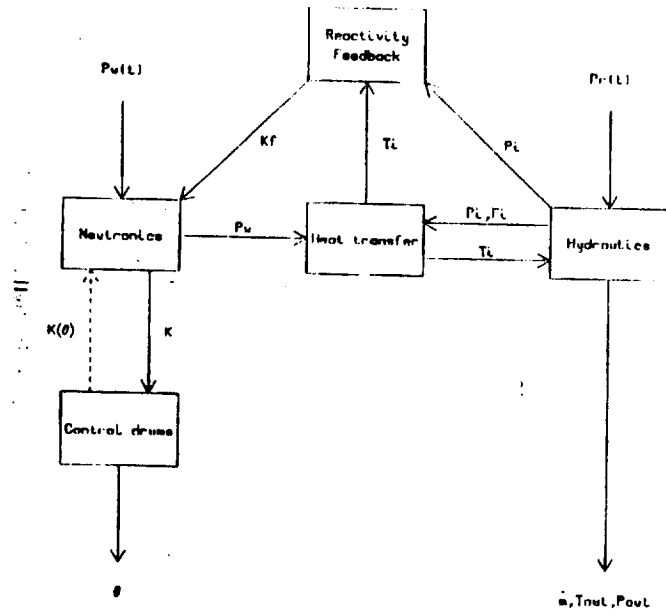 Reactivity
Feedback
Pw(t)
Pr(t)
Kf
Ti
Pi
Neutronics
Pw
Heat transfer
Pi,Fi
Ti
Hydraulics
K(θ)
K
Control drums
θ
ṁ,Tout,Pout